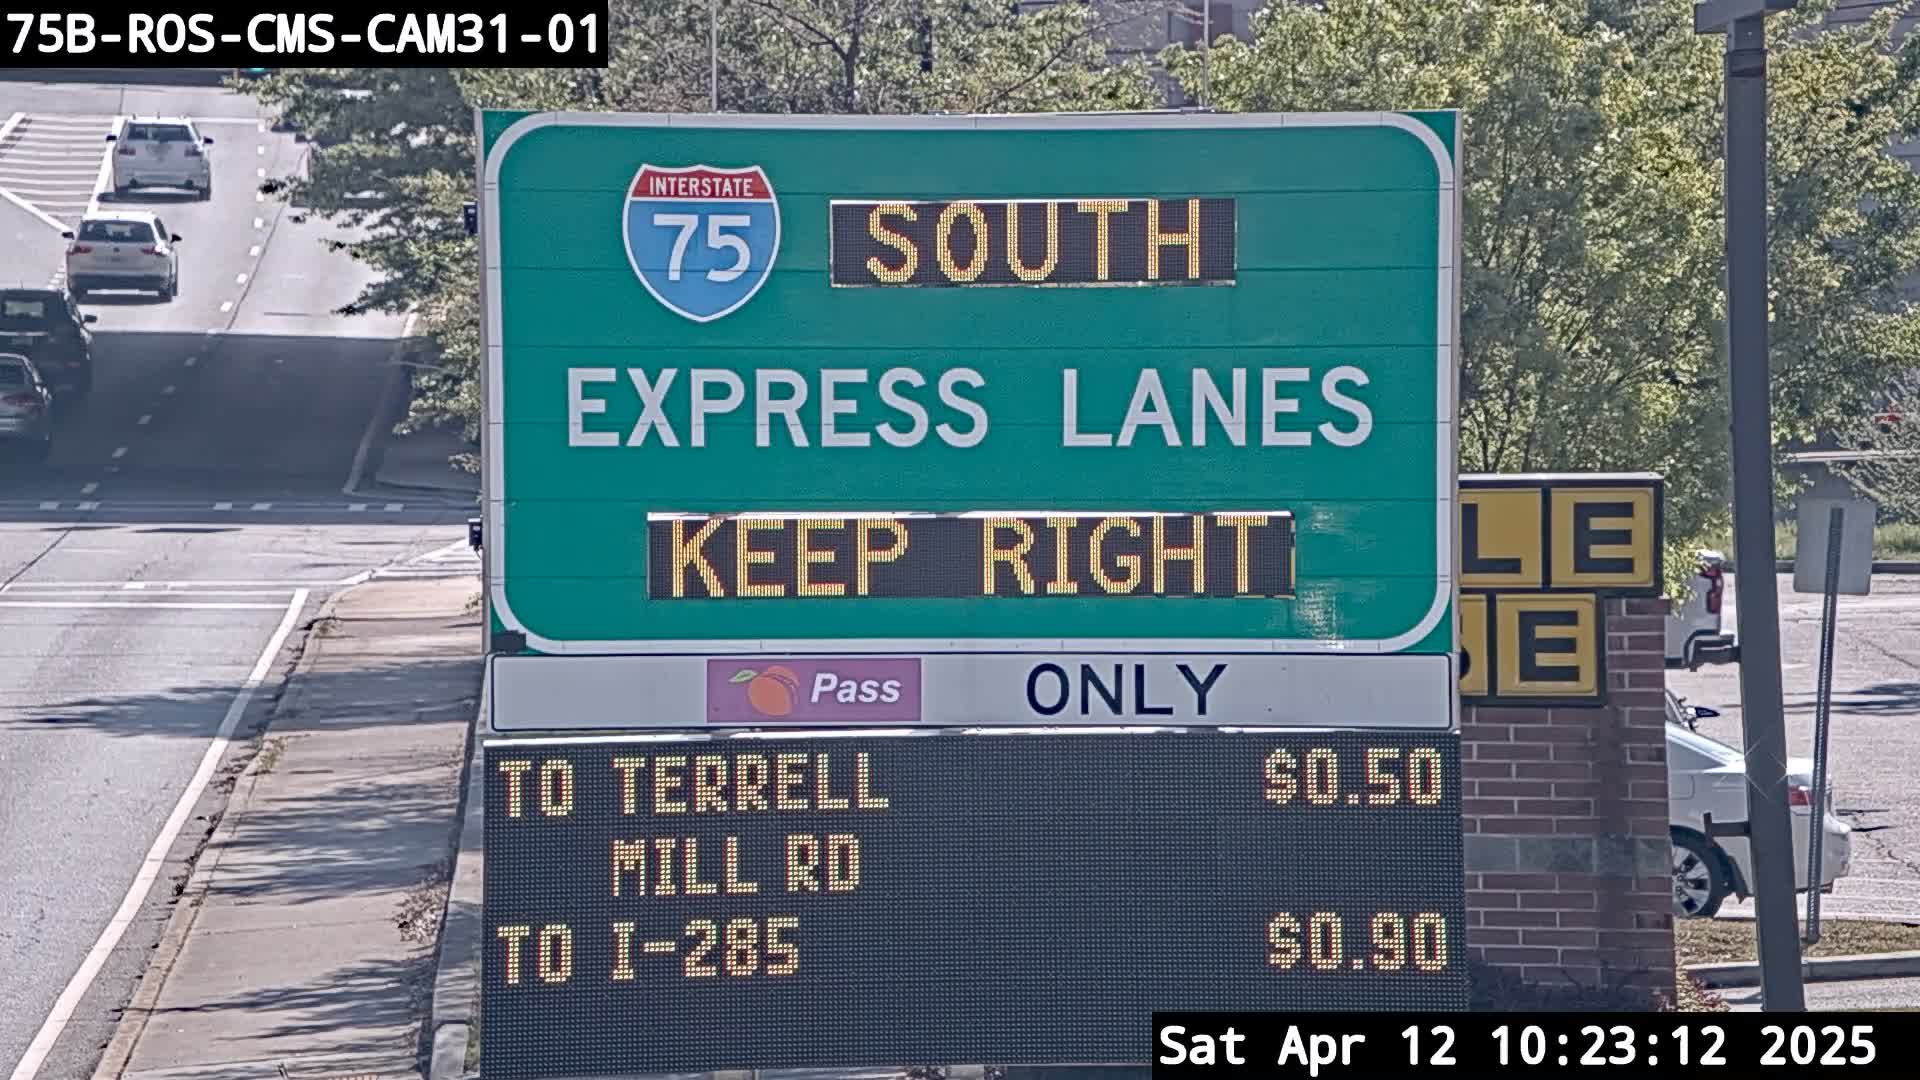 75B-ROS-CMS-CAM31-01
INTERSTATE
75
SOUTH
EXPRESS LANES
KEEP RIGHT
LE
E
Pass ONLY
TO TERRELL $0.50
MILL RD
TO I-285 $0.90
Sat Apr 12 10:23:12 2025